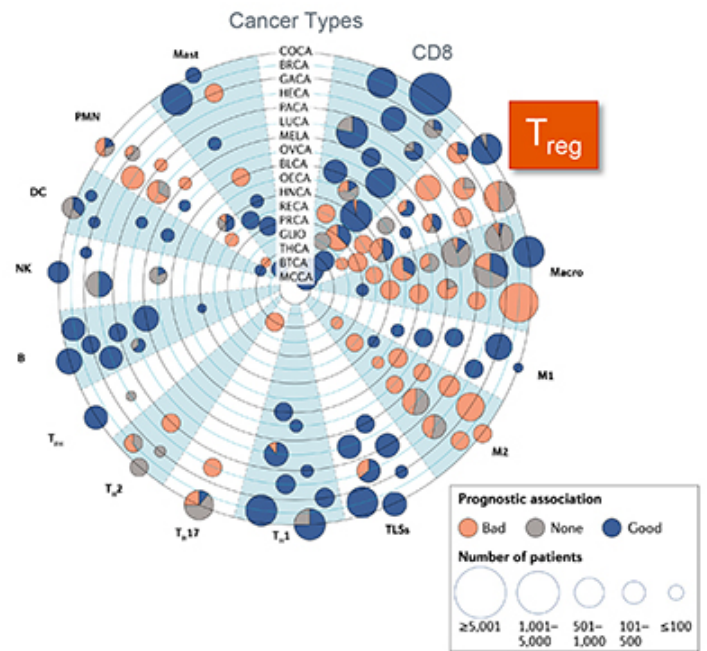 Cancer Types
CD8
Treg
COCA
BRCA
GACA
HECA
PACA
LUCA
MELA
OVCA
BLCA
OECA
HNCA
RECA
PRCA
GLIO
THCA
BTCA
MCCA
Mast
PMN
DC
NK
B
TH2
TH17
TH1
TLSs
M2
M1
Macro
Prognostic association
Bad
None
Good
Number of patients
≥5,001
1,001–
5,000
501–
1,000
101–
500
≤100